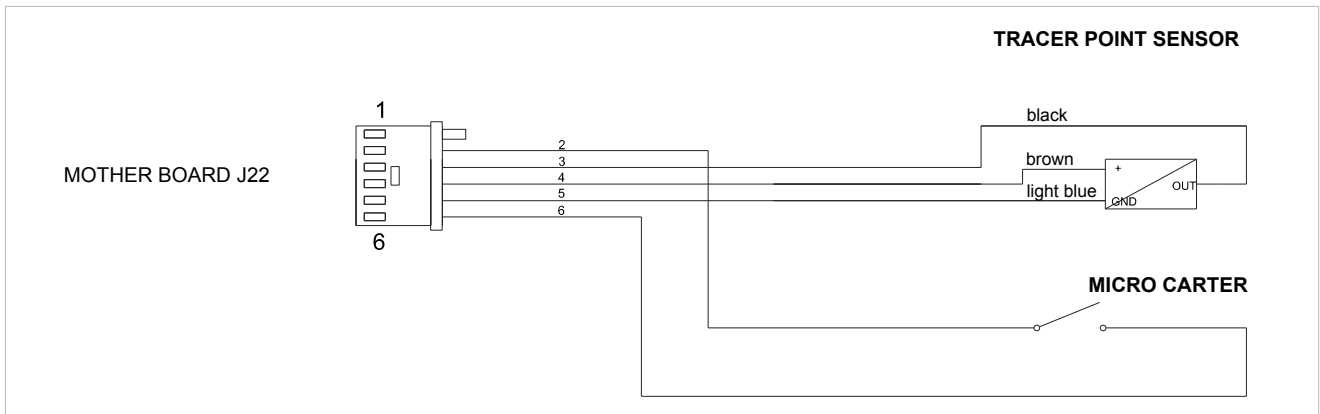 TRACER POINT SENSOR
1
black
2
3
brown
4
+
MOTHER BOARD J22
OUT
5
light blue
GND
6
6
MICRO CARTER